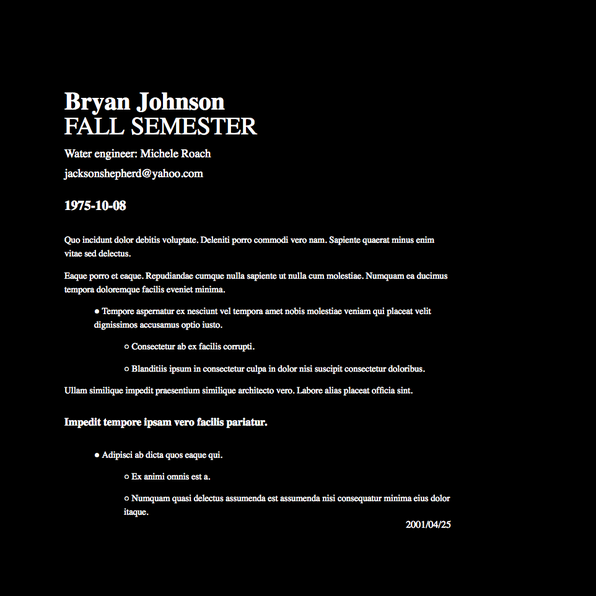 Bryan Johnson
FALL SEMESTER
Water engineer: Michele Roach
jacksonshepherd@yahoo.com
1975-10-08
Quo incidunt dolor debitis voluptate. Deleniti porro commodi vero nam. Sapiente quaerat minus enim
vitae sed delectus.
Eaque porro et eaque. Repudiandae cumque nulla sapiente ut nulla cum molestiae. Numquam ea ducimus
tempora doloremque facilis eveniet minima.
● Tempore aspernatur ex nesciunt vel tempora amet nobis molestiae veniam qui placeat velit
dignissimos accusamus optio iusto.
○ Consectetur ab ex facilis corrupti.
○ Blanditiis ipsum in consectetur culpa in dolor nisi suscipit consectetur doloribus.
Ullam similique impedit praesentium similique architecto vero. Labore alias placeat officia sint.
Impedit tempore ipsam vero facilis pariatur.
● Adipisci ab dicta quos eaque qui.
○ Ex animi omnis est a.
○ Numquam quasi delectus assumenda est assumenda nisi consequatur minima eius dolor
itaque.
2001/04/25